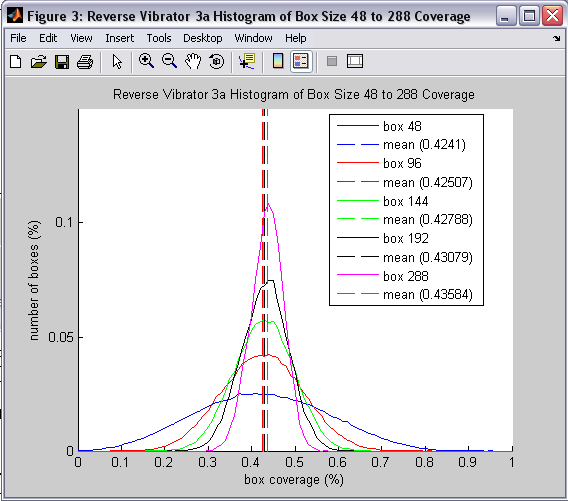 Figure 3: Reverse Vibrator 3a Histogram of Box Size 48 to 288 Coverage
File Edit View Insert Tools Desktop Window Help
Reverse Vibrator 3a Histogram of Box Size 48 to 288 Coverage
box 48
mean (0.4241)
box 96
mean (0.42507)
box 144
mean (0.42788)
box 192
mean (0.43079)
box 288
mean (0.43584)
number of boxes (%)
0.1
0.05
0
0 0.1 0.2 0.3 0.4 0.5 0.6 0.7 0.8 0.9 1
box coverage (%)